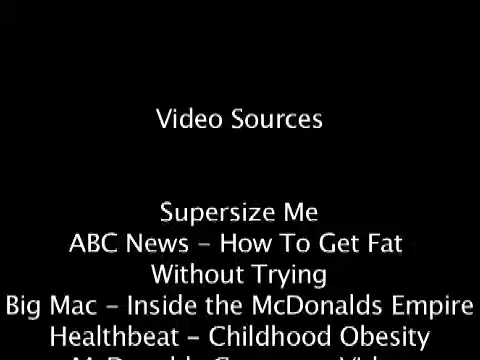 Video Sources
Supersize Me
ABC News - How To Get Fat
Without Trying
Big Mac - Inside the McDonalds Empire
Healthbeat - Childhood Obesity